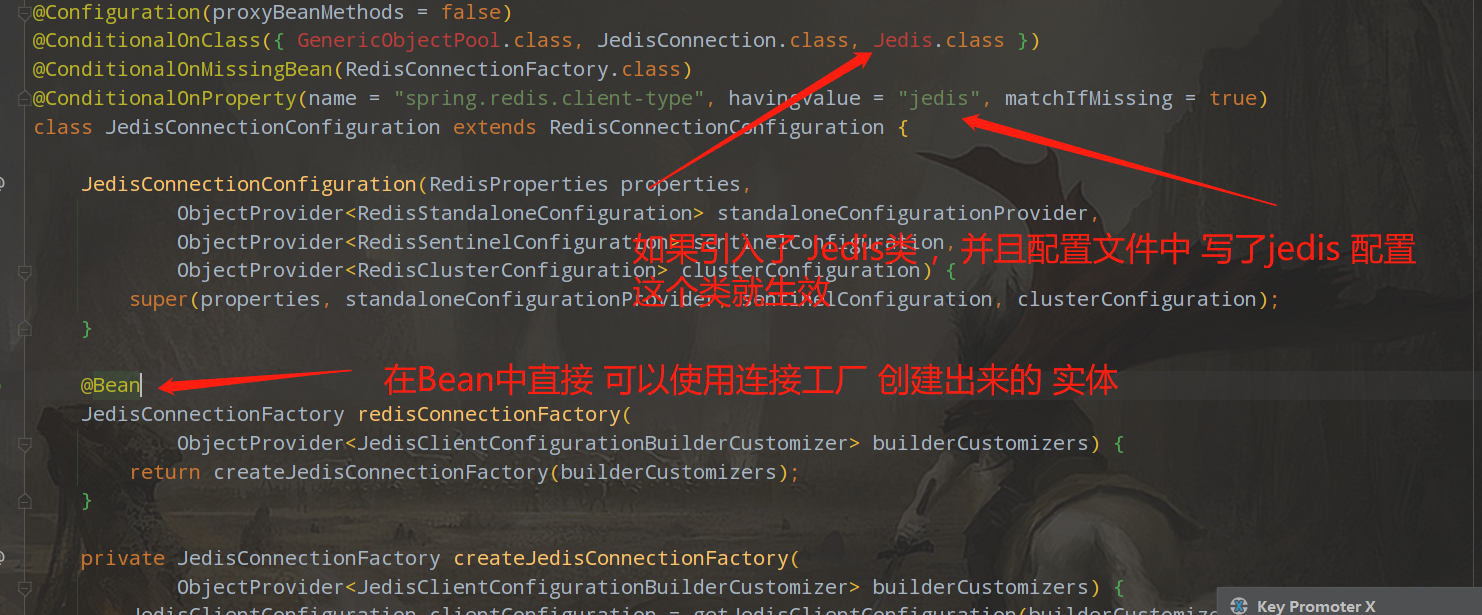 @Configuration(proxyBeanMethods = false)
@ConditionalOnClass({ GenericObjectPool.class, JedisConnection.class, Jedis.class })
@ConditionalOnMissingBean(RedisConnectionFactory.class)
@ConditionalOnProperty(name = "spring.redis.client-type", havingValue = "jedis", matchIfMissing = true)
class JedisConnectionConfiguration extends RedisConnectionConfiguration {
JedisConnectionConfiguration(RedisProperties properties,
ObjectProvider<RedisStandaloneConfiguration> standaloneConfigurationProvider,
ObjectProvider<RedisSentinelConfiguration> sentinelConfiguration,
如果引入了 Jedis类，并且配置文件中 写了jedis 配置
ObjectProvider<RedisClusterConfiguration> clusterConfiguration) {
这个类就生效
super(properties, standaloneConfigurationProvider, sentinelConfiguration, clusterConfiguration);
}
@Bean
在Bean中直接 可以使用连接工厂 创建出来的 实体
JedisConnectionFactory redisConnectionFactory(
ObjectProvider<JedisClientConfigurationBuilderCustomizer> builderCustomizers) {
return createJedisConnectionFactory(builderCustomizers);
}
private JedisConnectionFactory createJedisConnectionFactory(
ObjectProvider<JedisClientConfigurationBuilderCustomizer> builderCustomizers) {
JedisClientConfiguration clientConfiguration = getJedisClientConfiguration(builderCustomize
Key Promoter X